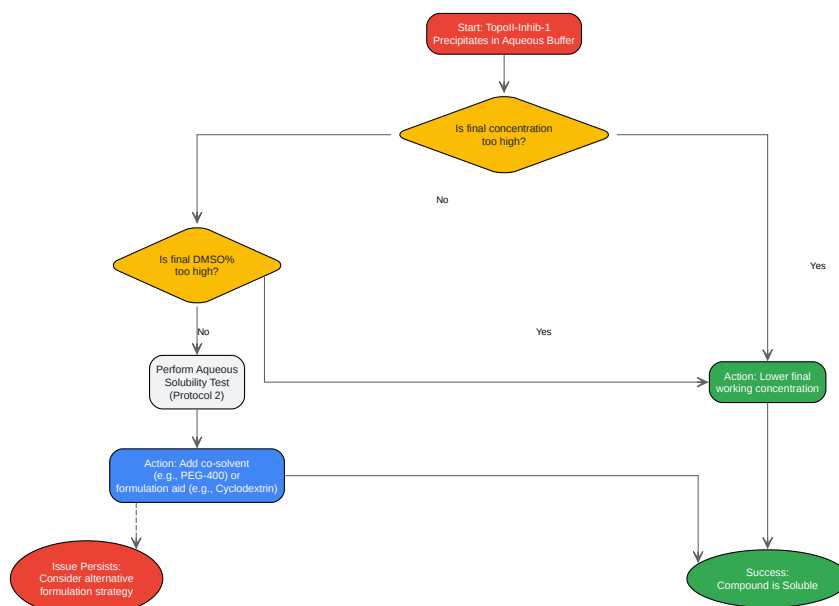 Start: TopoII-Inhib-1
Precipitates in Aqueous Buffer
Is final concentration
too high?
No
Is final DMSO%
too high?
Yes
No
Yes
Perform Aqueous
Solubility Test
(Protocol 2)
Action: Lower final
working concentration
Action: Add co-solvent
(e.g., PEG-400) or
formulation aid (e.g., Cyclodextrin)
Issue Persists:
Consider alternative
formulation strategy
Success:
Compound is Soluble